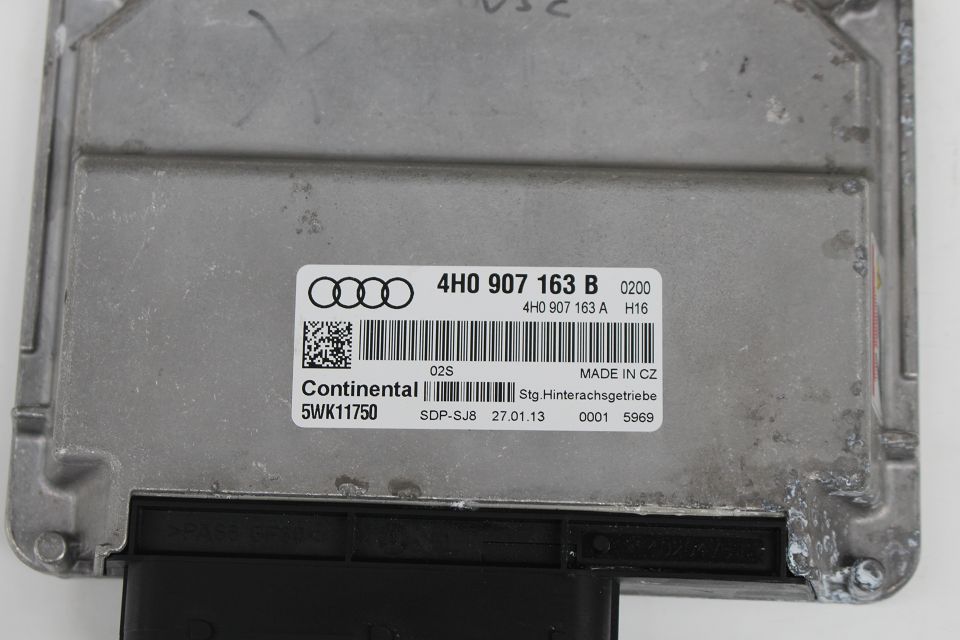 VSC
4H0 907 163 B 0200
4H0 907 163 A H16
02S MADE IN CZ
Continental Stg.Hinterachsgetriebe
5WK11750 SDP-SJ8 27.01.13 0001 5969